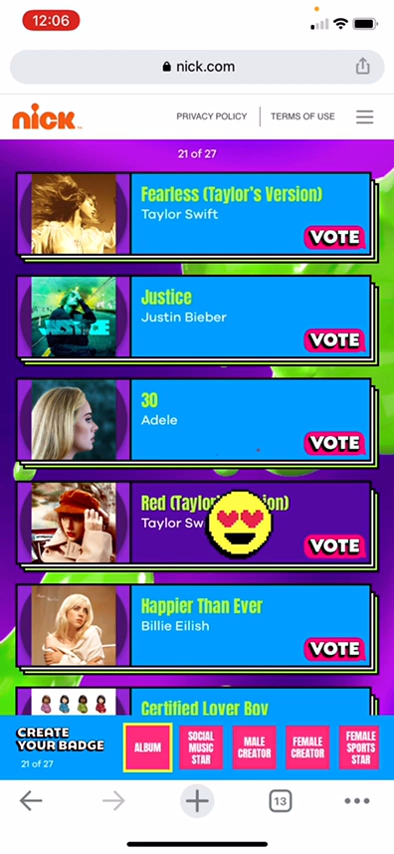 12:06
nick.com
nick
PRIVACY POLICY
TERMS OF USE
21 of 27
Fearless (Taylor's Version)
Taylor Swift
VOTE
JUSTICE
Justice
Justin Bieber
VOTE
30
Adele
VOTE
Red (Taylor
Taylor Sw
VOTE
Happier Than Ever
Billie Eilish
VOTE
Certified Lover Boy
CREATE
YOUR BADGE
21 of 27
ALBUM
SOCIAL
MUSIC
STAR
MALE
CREATOR
FEMALE
CREATOR
FEMALE
SPORTS
STAR
13